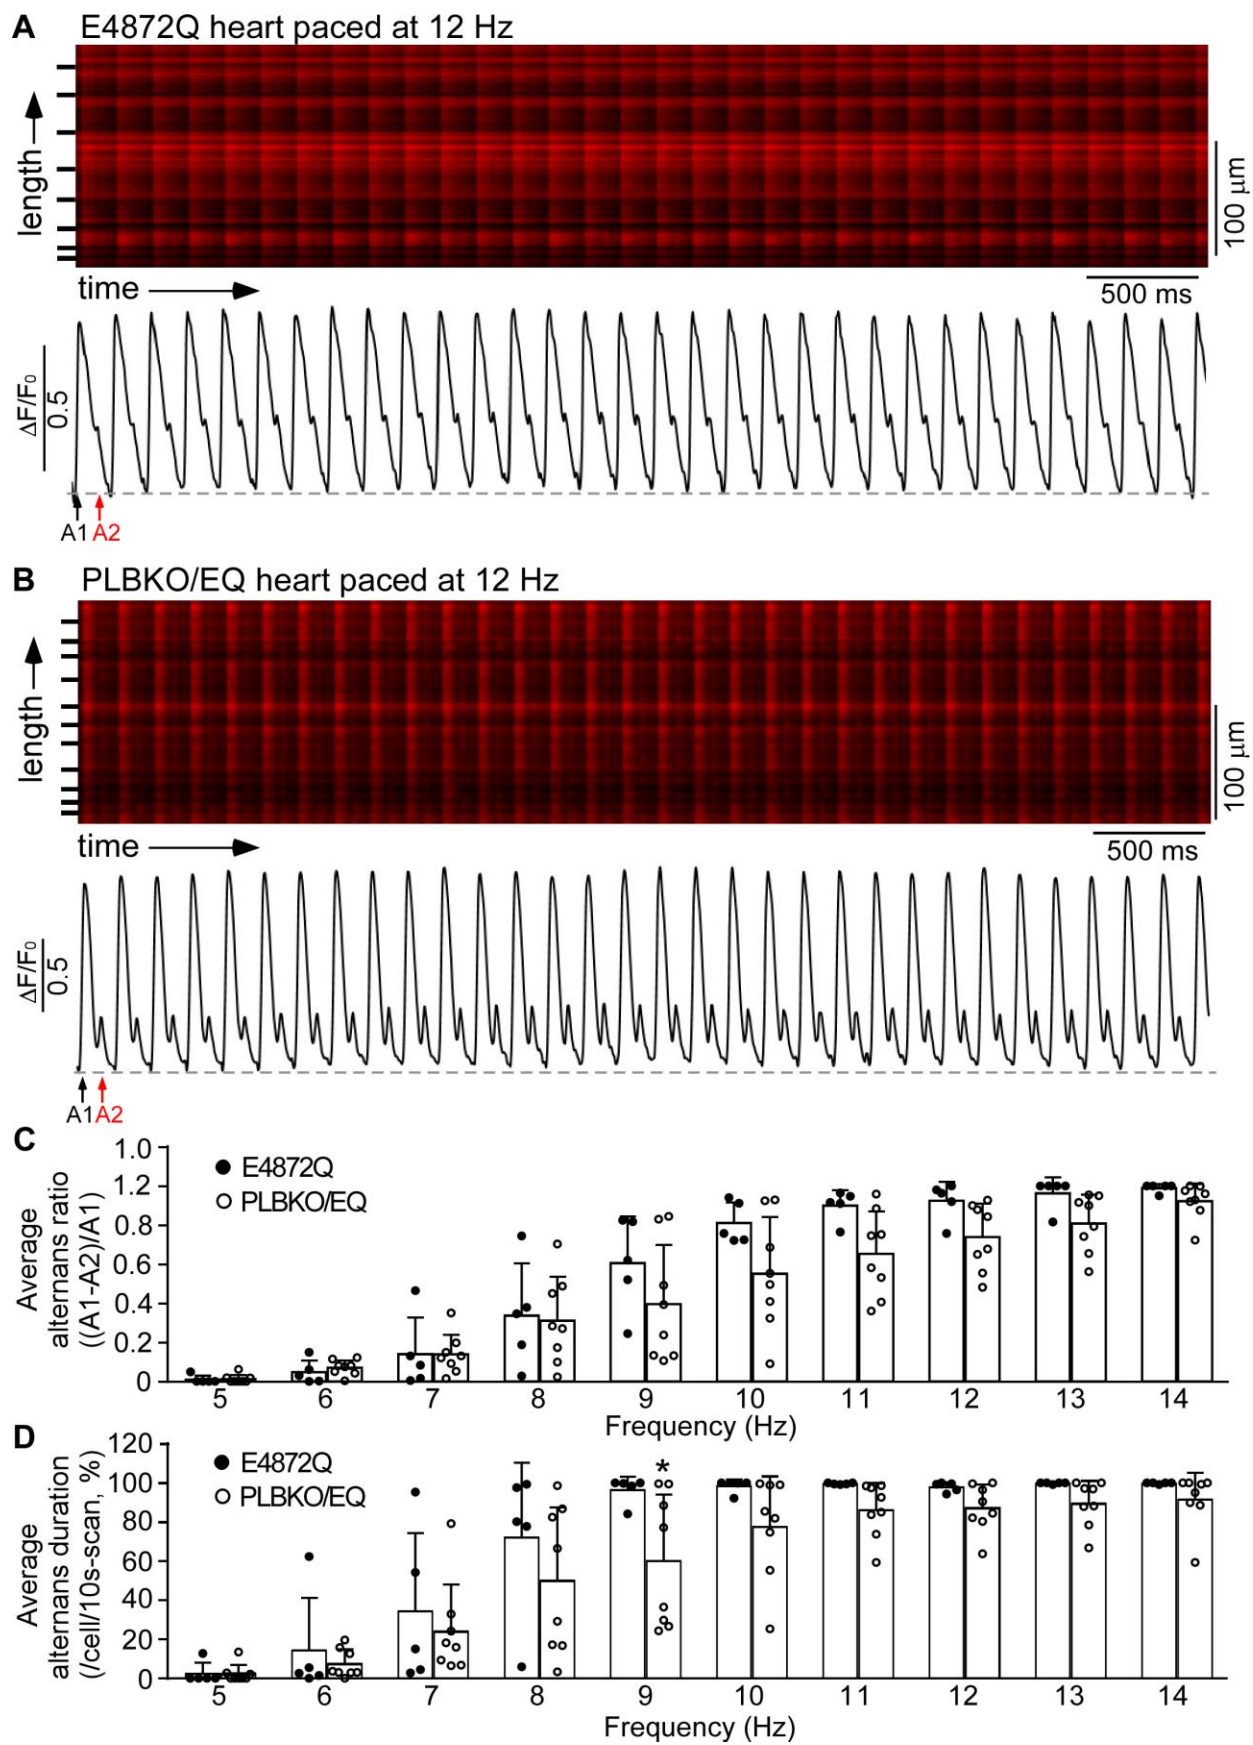 A E4872Q heart paced at 12 Hz
length
100 µm
time
500 ms
ΔF/F₀
0.5
A1 A2
B PLBKO/EQ heart paced at 12 Hz
length
100 µm
time
500 ms
ΔF/F₀
0.5
A1 A2
C
Average
alternans ratio
((A1-A2)/A1)
1.0
1.2
0.8
0.6
0.4
0.2
0
E4872Q
PLBKO/EQ
5 6 7 8 9 10 11 12 13 14
Frequency (Hz)
D
Average
alternans duration
(/cell/10s-scan, %)
120
100
80
60
40
20
0
E4872Q
PLBKO/EQ
*
5 6 7 8 9 10 11 12 13 14
Frequency (Hz)